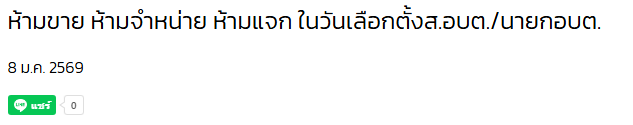 ห้ามขาย ห้ามจำหน่าย ห้ามแจก ในวันเลือกตั้งส.อบต./นายกอบต.
8 ม.ค. 2569
LINE แชร์ 0